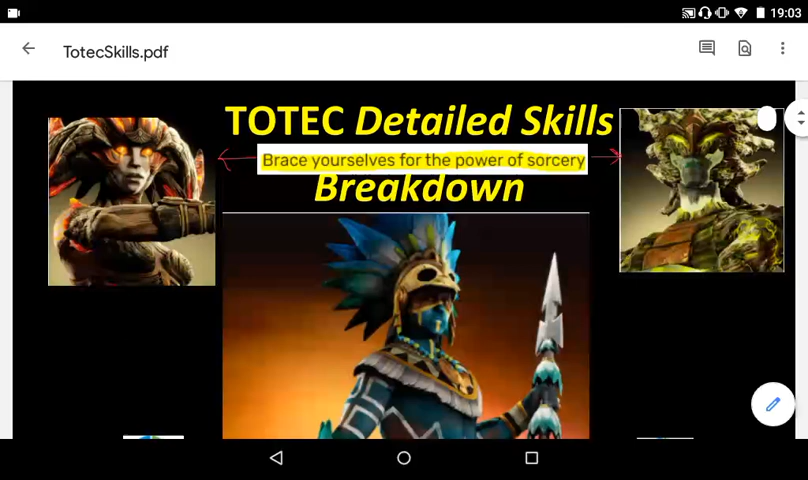 19:03
TotecSkills.pdf
TOTEC Detailed Skills
Brace yourselves for the power of sorcery
Breakdown